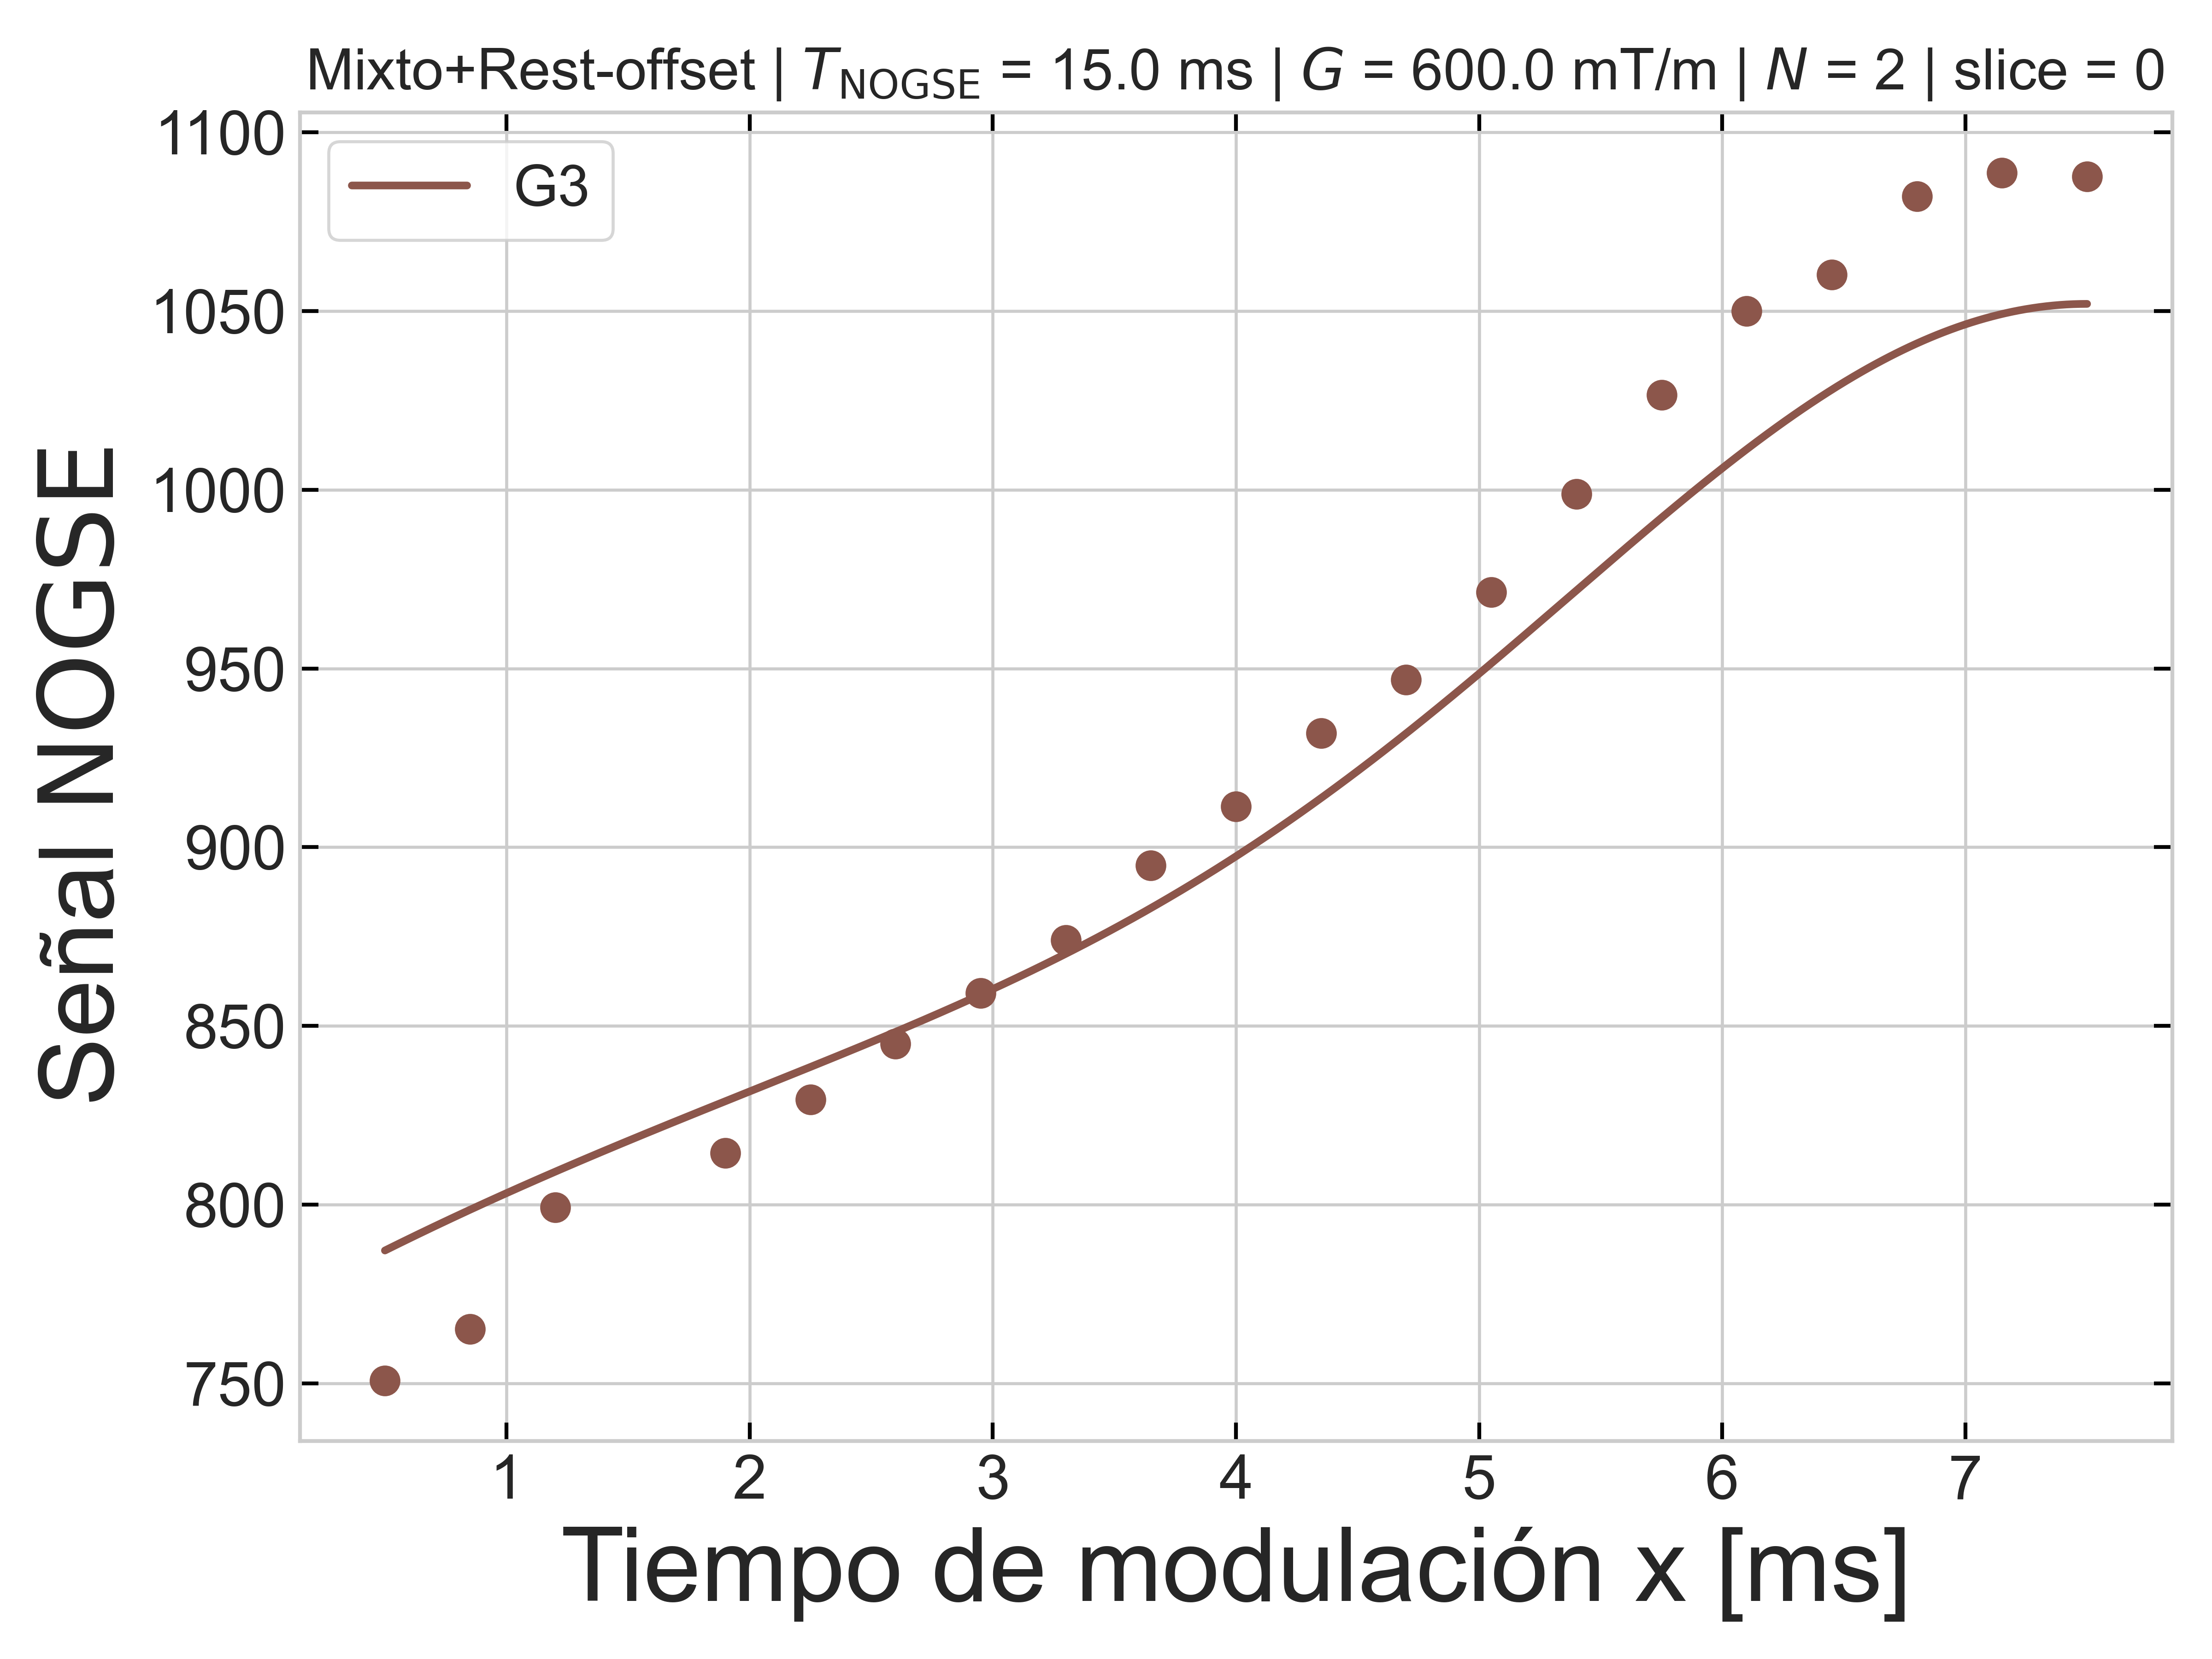 Mixto+Rest-offset | T_NOGSE = 15.0 ms | G = 600.0 mT/m | N = 2 | slice = 0
G3
1100
1050
1000
950
900
850
800
750
Señal NOGSE
1 2 3 4 5 6 7
Tiempo de modulación x [ms]